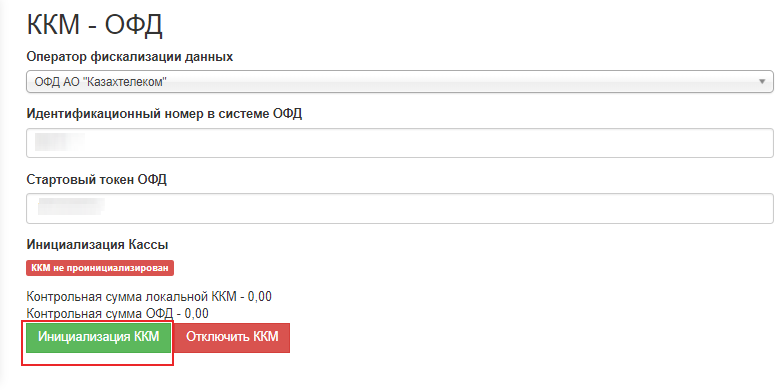 ККМ - ОФД
Оператор фискализации данных
ОФД АО "Казахтелеком"
Идентификационный номер в системе ОФД
Стартовый токен ОФД
Инициализация Кассы
ККМ не проинициализирован
Контрольная сумма локальной ККМ - 0,00
Контрольная сумма ОФД - 0,00
Инициализация ККМ Отключить ККМ